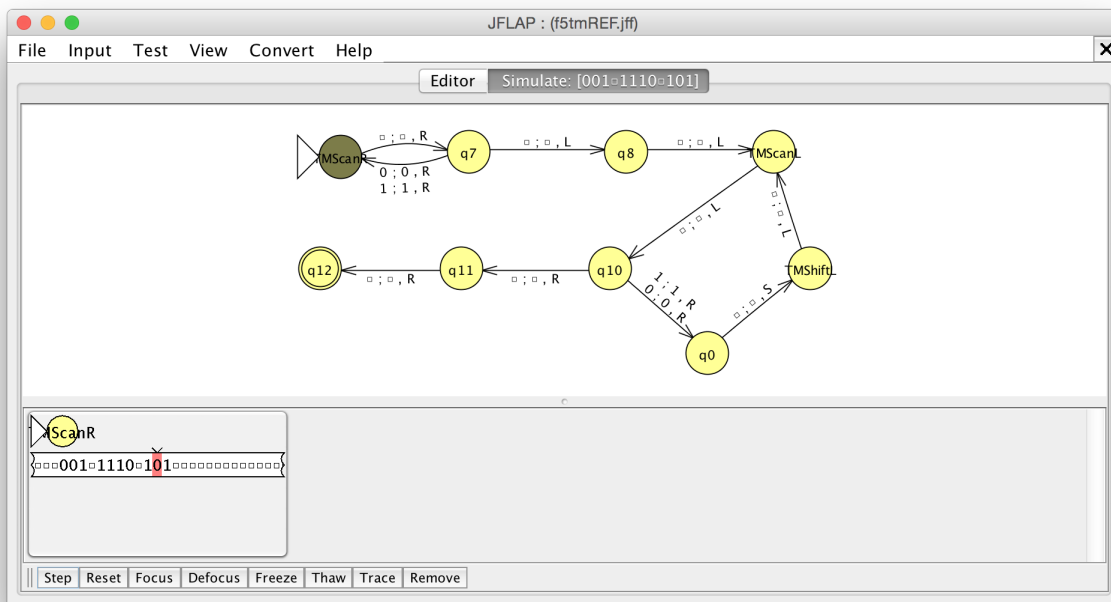 JFLAP : (f5tmREF.jff)
File Input Test View Convert Help
Editor Simulate: [001□1110□101]
□ ; □ , R
0 ; 0 , R
1 ; 1 , R
q7
□ ; □ , L
q8
□ ; □ , L
TMScanL
□ ; □ , L
□ ; □ , L
q12
□ ; □ , R
q11
□ ; □ , R
q10
1 ; 1 , R
0 ; 0 , R
□ ; □ , S
TMShiftL
q0
□□□001□1110□101□□□□□□□□□□□□□
Step Reset Focus Defocus Freeze Thaw Trace Remove